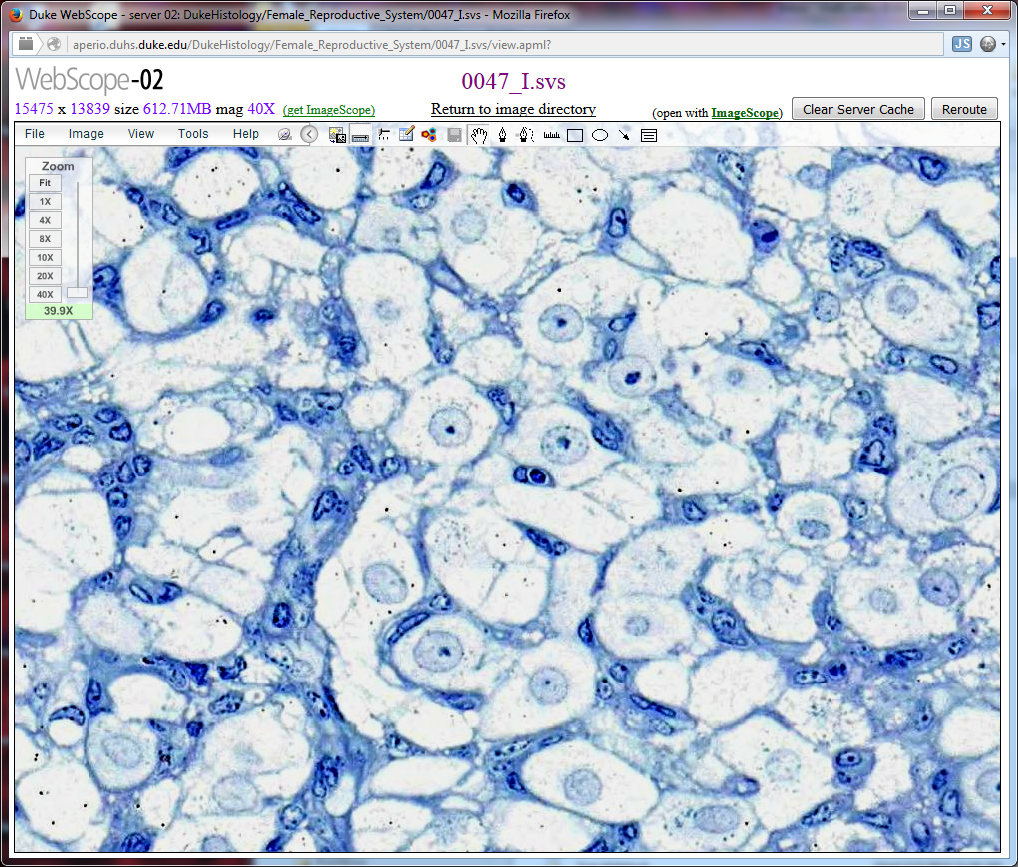 Duke WebScope - server 02: DukeHistology/Female_Reproductive_System/0047_I.svs - Mozilla Firefox
aperio.duhs.duke.edu/DukeHistology/Female_Reproductive_System/0047_I.svs/view.apml?
JS
WebScope-02
0047_I.svs
15475 x 13839 size 612.71MB mag 40X (get ImageScope)
Return to image directory
(open with ImageScope)
Clear Server Cache
Reroute
File Image View Tools Help
Zoom
Fit
1X
4X
8X
10X
20X
40X
39.9X